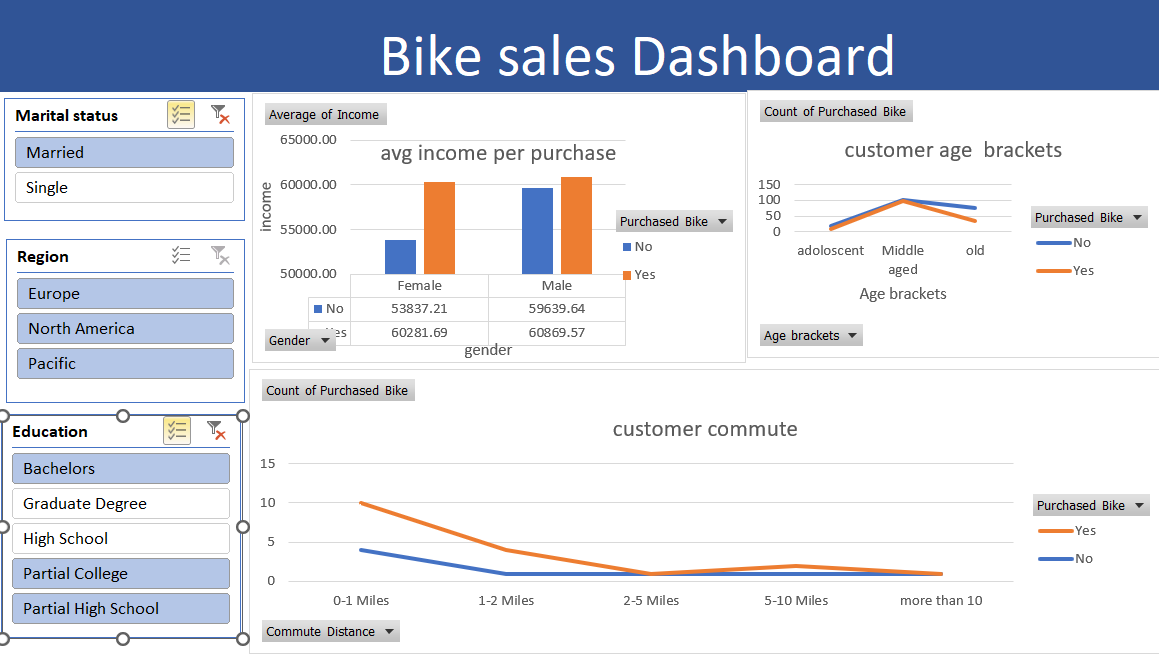 Bike sales Dashboard
Marital status
Married
Single
Region
Europe
North America
Pacific
Education
Bachelors
Graduate Degree
High School
Partial College
Partial High School
Average of Income
avg income per purchase
65000.00
60000.00
55000.00
50000.00
income
Purchased Bike
No
Yes
Female Male
No 53837.21 59639.64
es 60281.69 60869.57
Gender
gender
Count of Purchased Bike
customer age brackets
150
100
50
0
adoloscent Middle aged old
Age brackets
Purchased Bike
No
Yes
Age brackets
Count of Purchased Bike
customer commute
15
10
5
0
0-1 Miles 1-2 Miles 2-5 Miles 5-10 Miles more than 10
Purchased Bike
Yes
No
Commute Distance